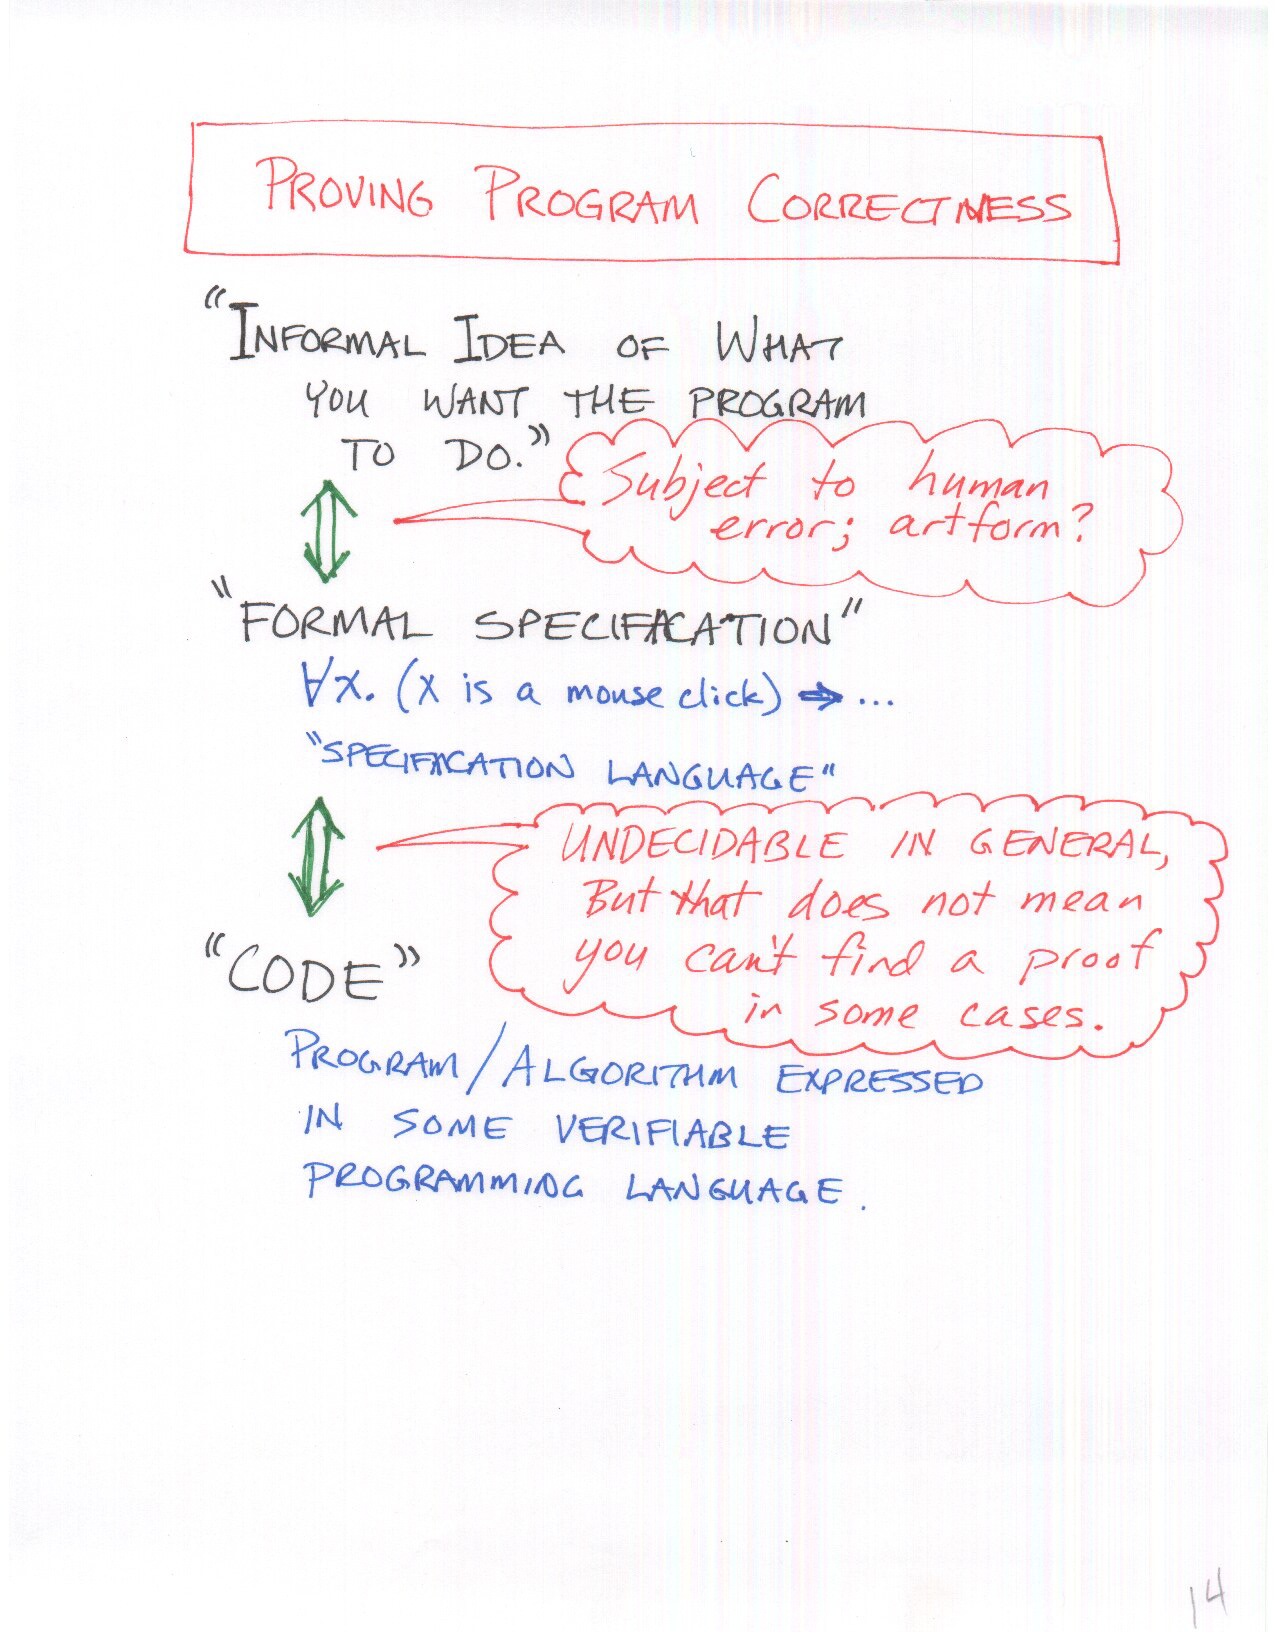 PROVING PROGRAM CORRECTNESS
"INFORMAL IDEA OF WHAT
YOU WANT THE PROGRAM
TO DO."
Subject to human
error; artform?
"FORMAL SPECIFICATION"
∀x. (x is a mouse click) ⇒ ...
"SPECIFICATION LANGUAGE"
UNDECIDABLE IN GENERAL,
But that does not mean
you can't find a proof
in some cases.
"CODE"
PROGRAM/ALGORITHM EXPRESSED
IN SOME VERIFIABLE
PROGRAMMING LANGUAGE.
14